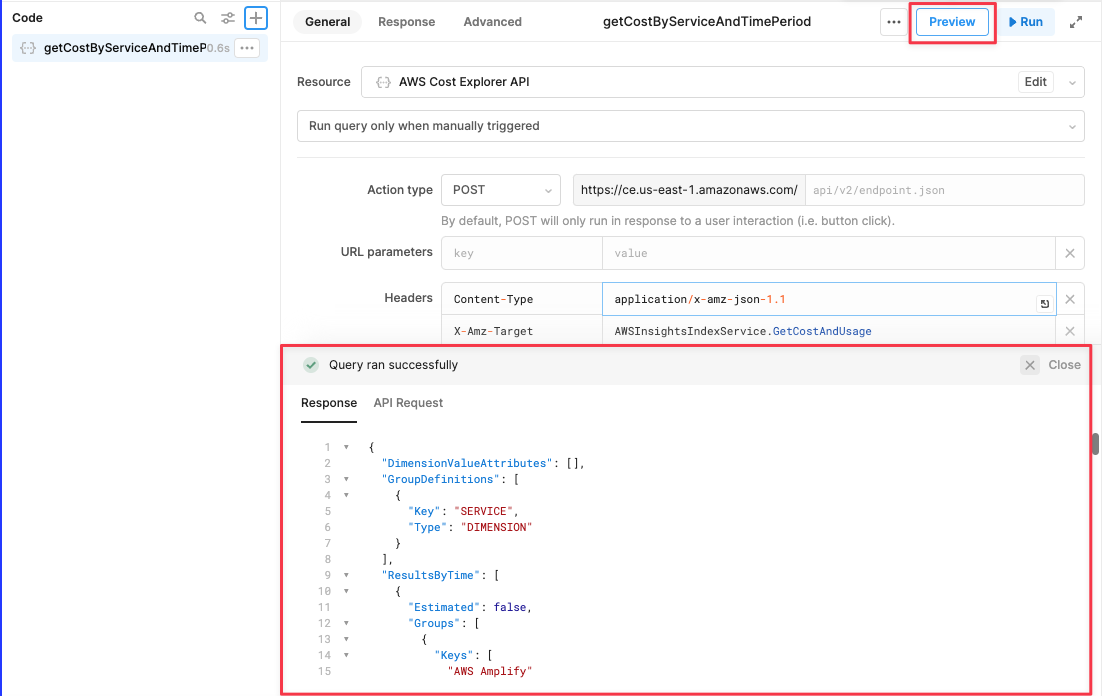 Code
getCostByServiceAndTimeP 0.6s
General Response Advanced getCostByServiceAndTimePeriod Preview Run
Resource AWS Cost Explorer API Edit
Run query only when manually triggered
Action type POST https://ce.us-east-1.amazonaws.com/ api/v2/endpoint.json
By default, POST will only run in response to a user interaction (i.e. button click).
URL parameters key value
Headers Content-Type application/x-amz-json-1.1
X-Amz-Target AWSInsightsIndexService.GetCostAndUsage
Query ran successfully Close
Response API Request
1 {
2 "DimensionValueAttributes": [],
3 "GroupDefinitions": [
4 {
5 "Key": "SERVICE",
6 "Type": "DIMENSION"
7 }
8 ],
9 "ResultsByTime": [
10 {
11 "Estimated": false,
12 "Groups": [
13 {
14 "Keys": [
15 "AWS Amplify"